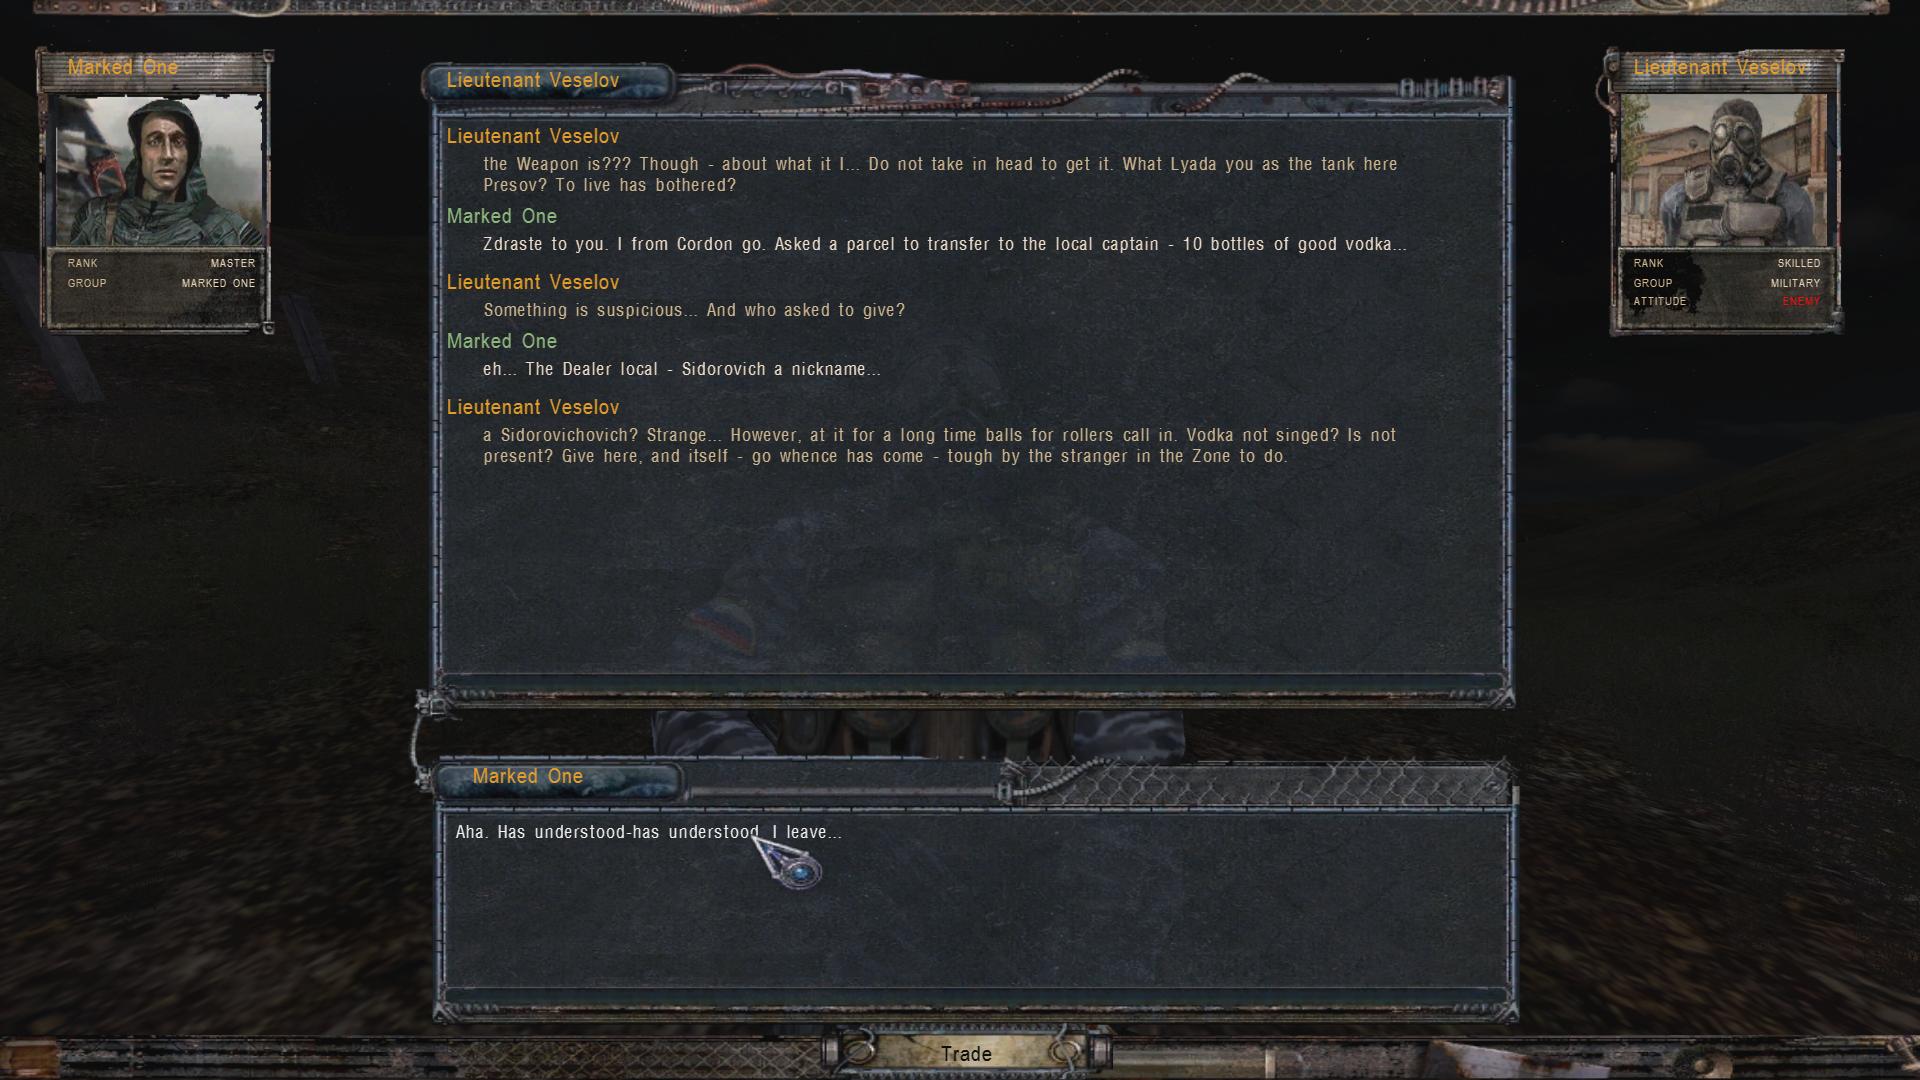 Marked One
RANK MASTER
GROUP MARKED ONE
Lieutenant Veselov
Lieutenant Veselov
the Weapon is??? Though - about what it I... Do not take in head to get it. What Lyada you as the tank here
Presov? To live has bothered?
Marked One
Zdraste to you. I from Cordon go. Asked a parcel to transfer to the local captain - 10 bottles of good vodka...
Lieutenant Veselov
Something is suspicious... And who asked to give?
Marked One
eh... The Dealer local - Sidorovich a nickname...
Lieutenant Veselov
a Sidorovichovich? Strange... However, at it for a long time balls for rollers call in. Vodka not singed? Is not
present? Give here, and itself - go whence has come - tough by the stranger in the Zone to do.
Lieutenant Veselov
RANK SKILLED
GROUP MILITARY
ATTITUDE ENEMY
Marked One
Aha. Has understood-has understood, I leave...
Trade